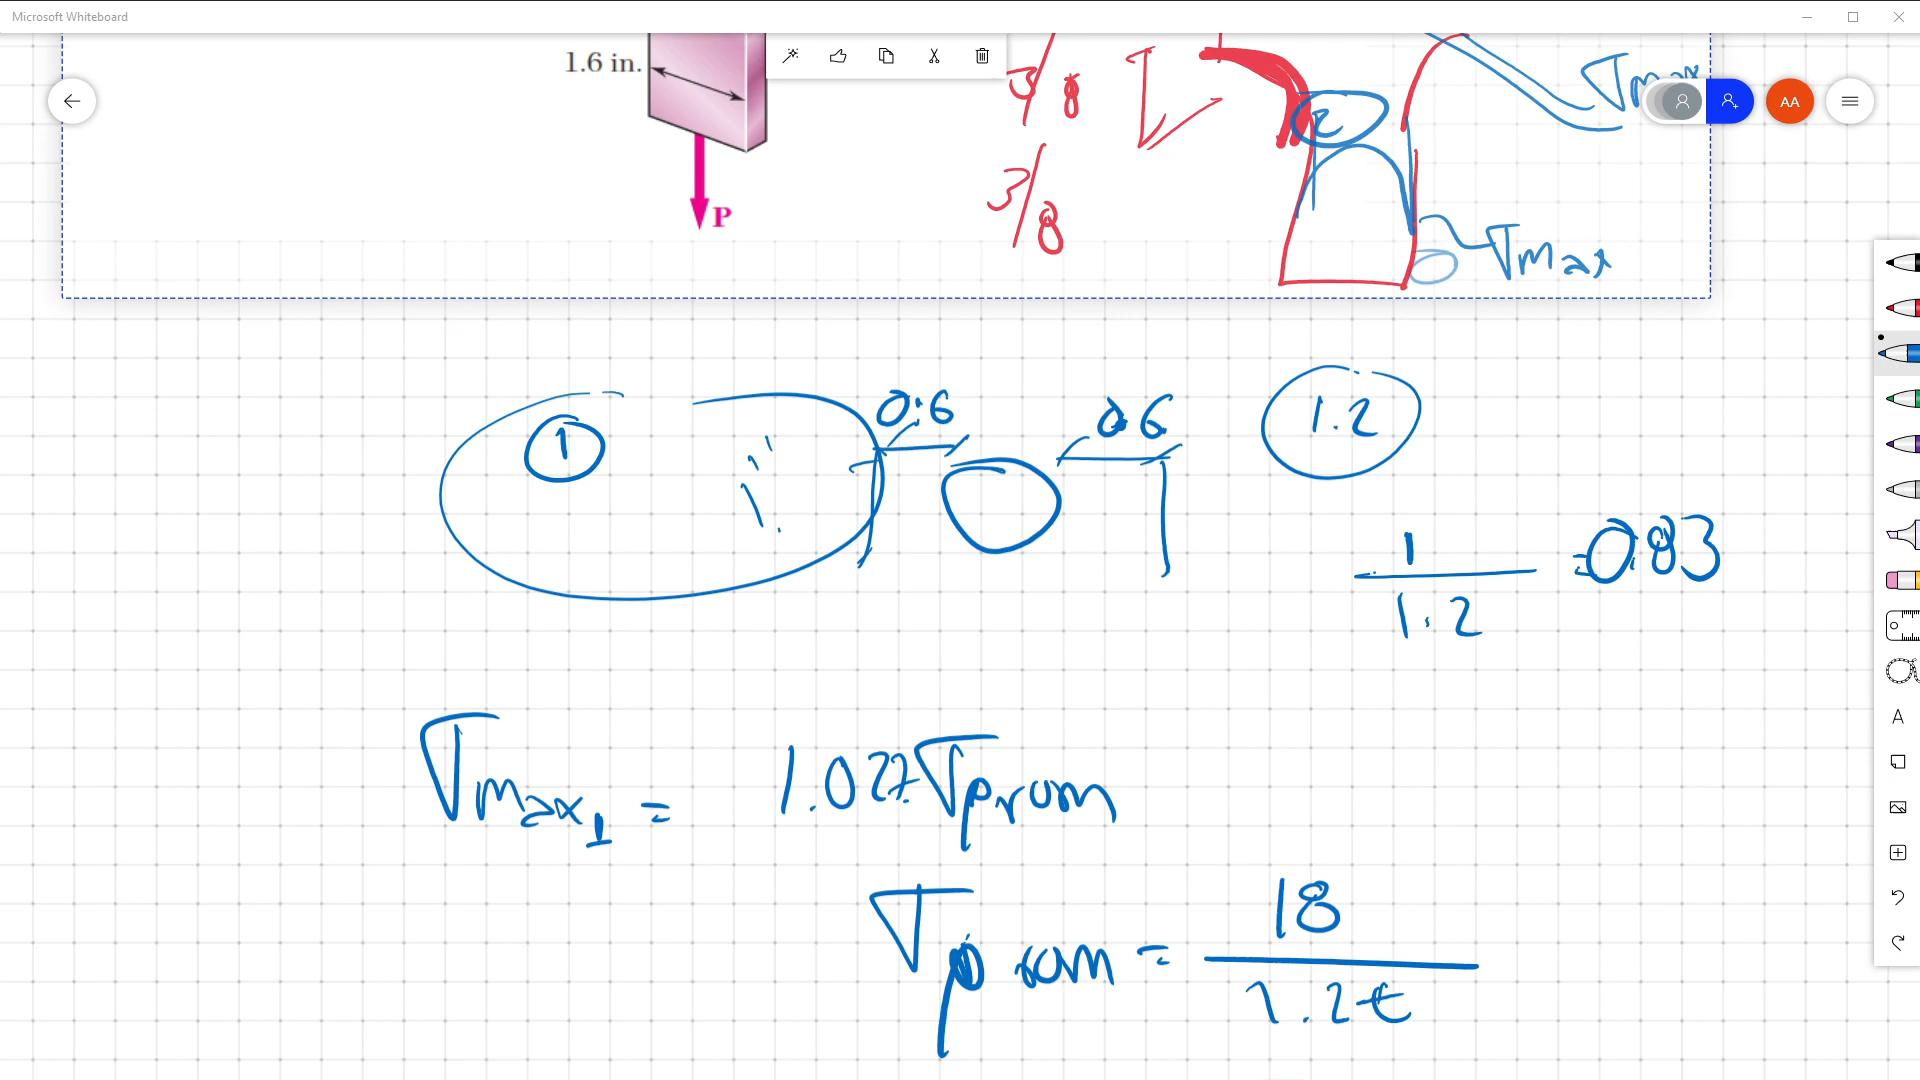 Microsoft Whiteboard
1.6 in.
P
3/8
3/8
2
σmax
AA
σmax
1
0.6
0.6
1.2
1
1.2
=0.83
σmax1 =
1.027σprom
σprom =
18
1.2t